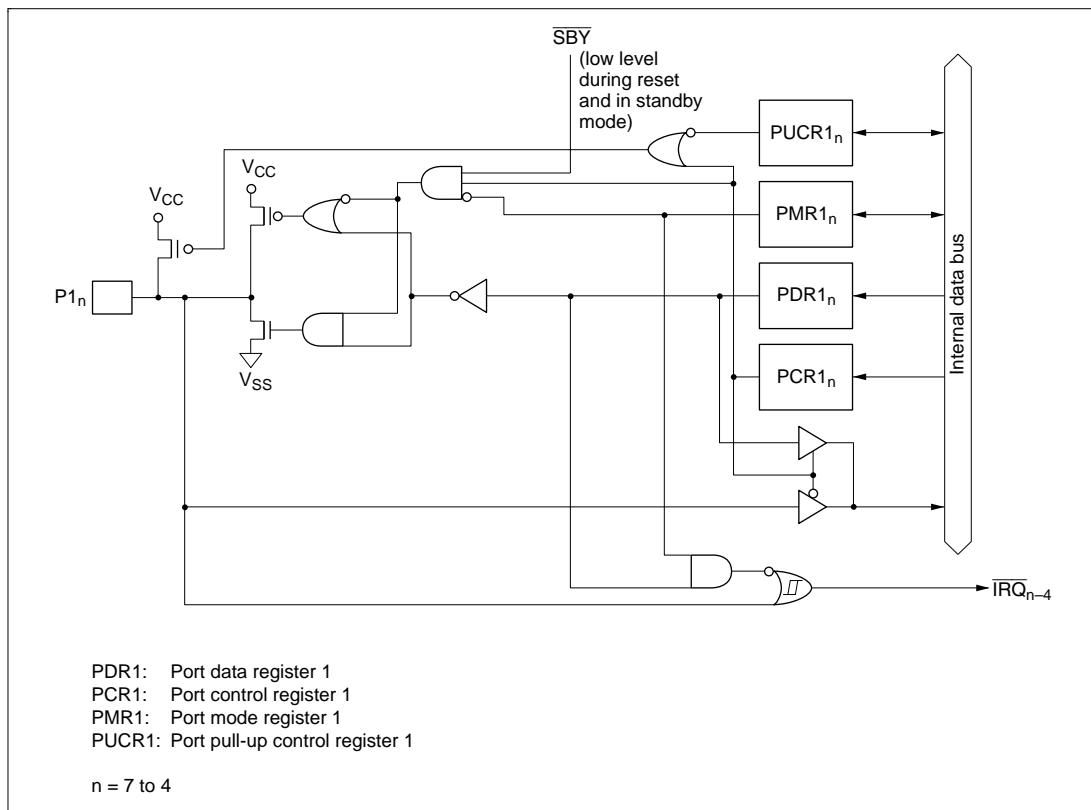 SBY
(low level
during reset
and in standby
mode)
PUCR1n
VCC
VCC
PMR1n
P1n
PDR1n
VSS
PCR1n
Internal data bus
IRQn–4
PDR1: Port data register 1
PCR1: Port control register 1
PMR1: Port mode register 1
PUCR1: Port pull-up control register 1
n = 7 to 4